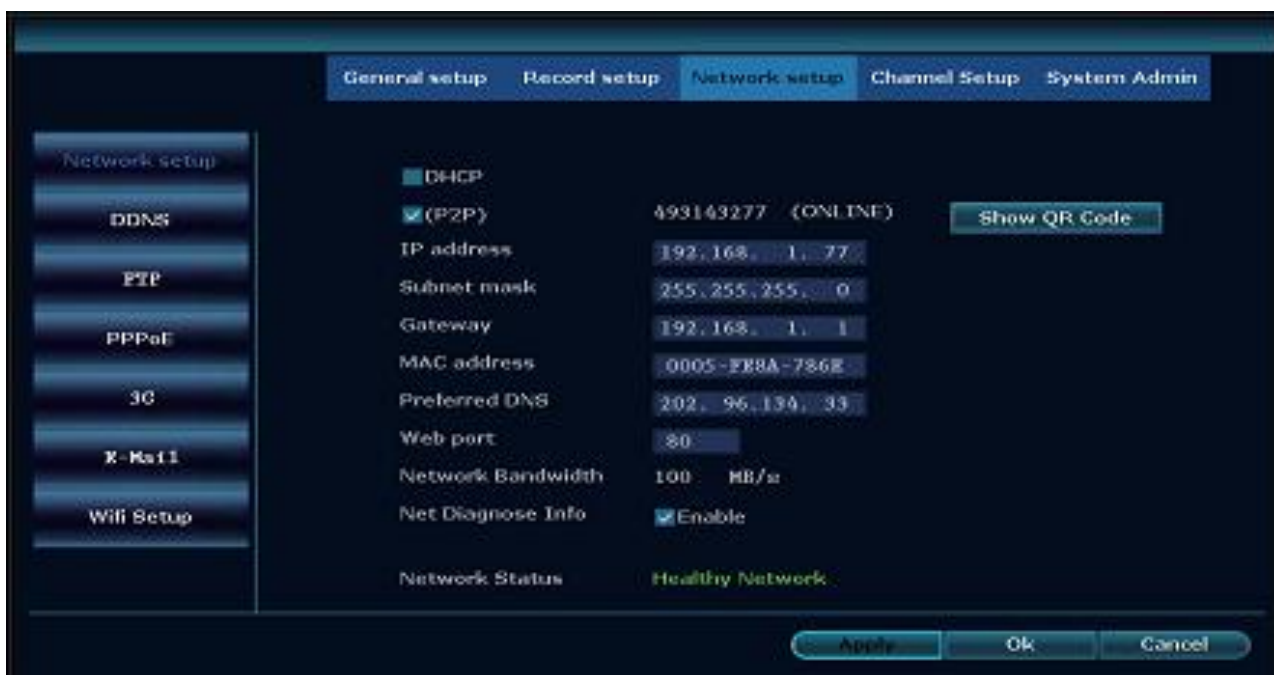 General setup Record setup Network setup Channel Setup System Admin
Network setup
DDNS
FTP
PPPoE
3G
E-Mail
Wifi Setup
DHCP
(P2P) 493143277 (ONLINE) Show QR Code
IP address 192.168. 1. 77
Subnet mask 255.255.255. 0
Gateway 192.168. 1. 1
MAC address 0005-FE8A-786E
Preferred DNS 202. 96.134. 33
Web port 80
Network Bandwidth 100 MB/s
Net Diagnose Info Enable
Network Status Healthy Network
Apply Ok Cancel